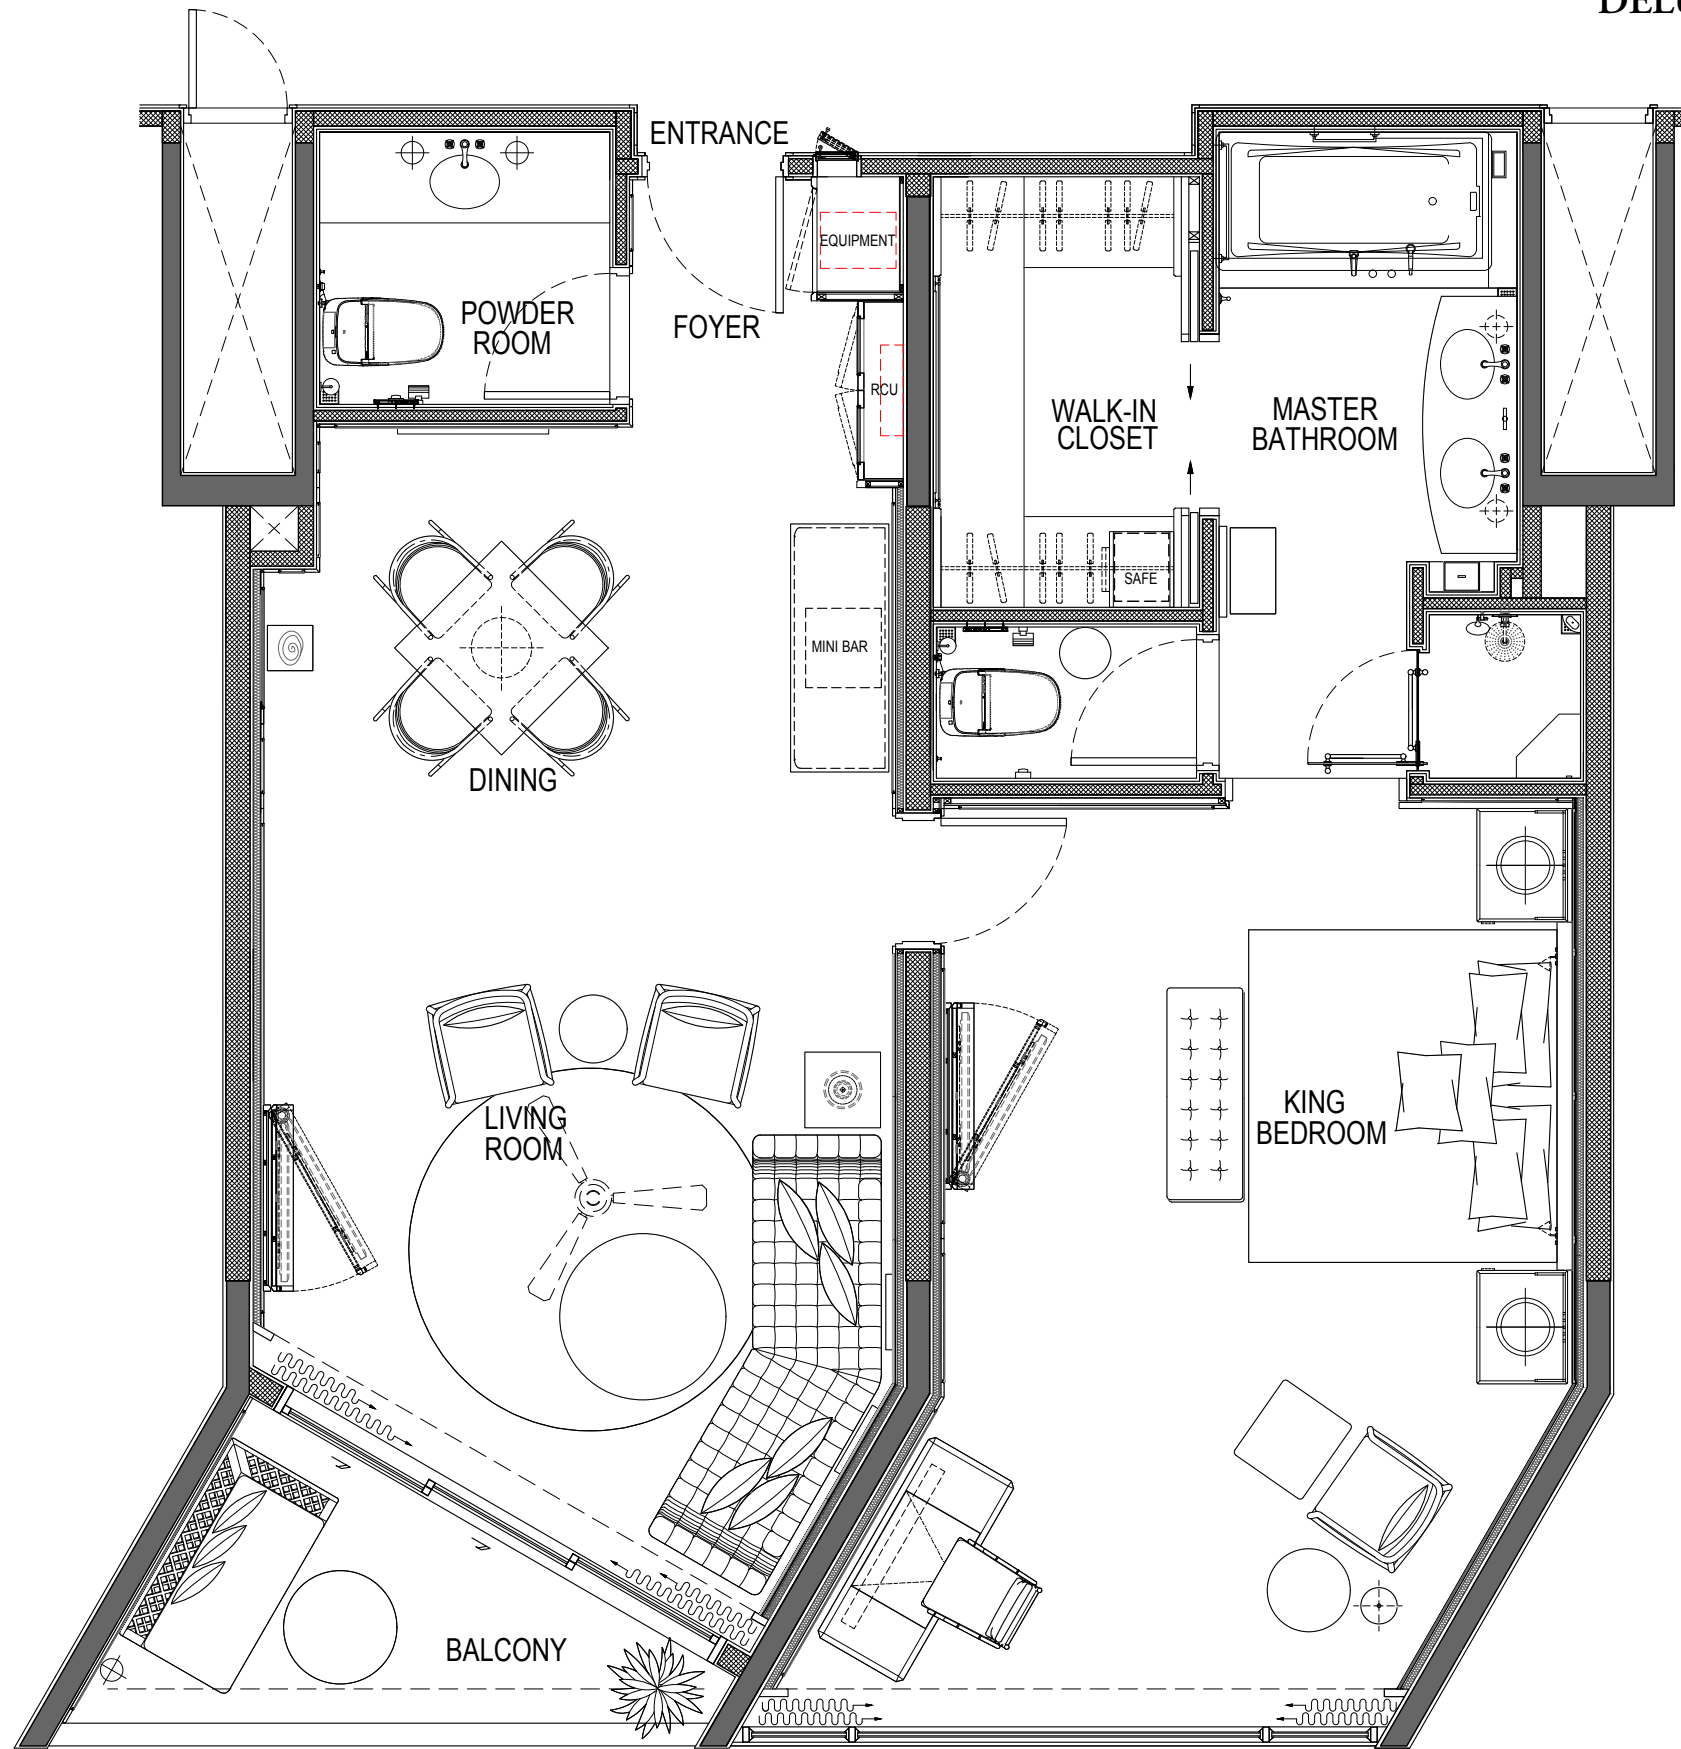 ENTRANCE
EQUIPMENT
POWDER
ROOM
FOYER
RCU
WALK-IN
CLOSET
MASTER
BATHROOM
SAFE
MINI BAR
DINING
LIVING
ROOM
KING
BEDROOM
BALCONY